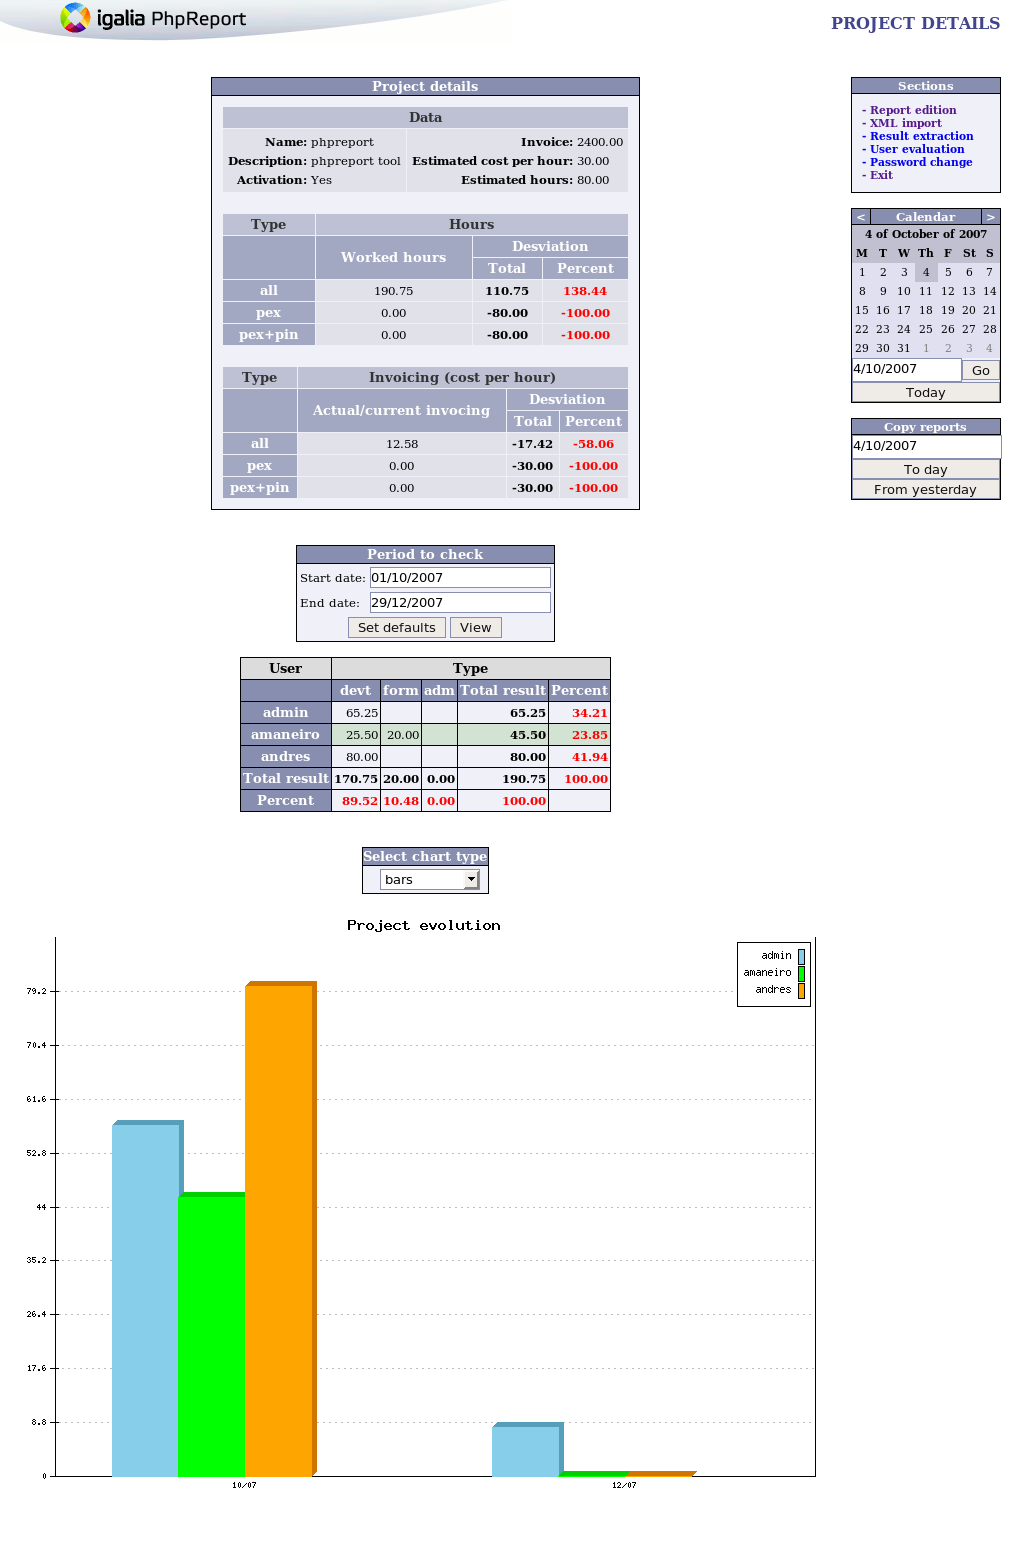 igalia PhpReport
PROJECT DETAILS
Project details
Data
Name: phpreport Invoice: 2400.00
Description: phpreport tool Estimated cost per hour: 30.00
Activation: Yes Estimated hours: 80.00
Type Hours
Worked hours Desviation
Total Percent
all 190.75 110.75 138.44
pex 0.00 -80.00 -100.00
pex+pin 0.00 -80.00 -100.00
Type Invoicing (cost per hour)
Actual/current invocing Desviation
Total Percent
all 12.58 -17.42 -58.06
pex 0.00 -30.00 -100.00
pex+pin 0.00 -30.00 -100.00
Sections
- Report edition
- XML import
- Result extraction
- User evaluation
- Password change
- Exit
< Calendar >
4 of October of 2007
M T W Th F St S
1 2 3 4 5 6 7
8 9 10 11 12 13 14
15 16 17 18 19 20 21
22 23 24 25 26 27 28
29 30 31 1 2 3 4
4/10/2007 Go
Today
Copy reports
4/10/2007
To day
From yesterday
Period to check
Start date: 01/10/2007
End date: 29/12/2007
Set defaults View
User Type
devt form adm Total result Percent
admin 65.25 65.25 34.21
amaneiro 25.50 20.00 45.50 23.85
andres 80.00 80.00 41.94
Total result 170.75 20.00 0.00 190.75 100.00
Percent 89.52 10.48 0.00 100.00
Select chart type
bars
Project evolution
admin
amaneiro
andres
79.2
70.4
61.6
52.8
44
35.2
26.4
17.6
8.8
0
10/07 12/07